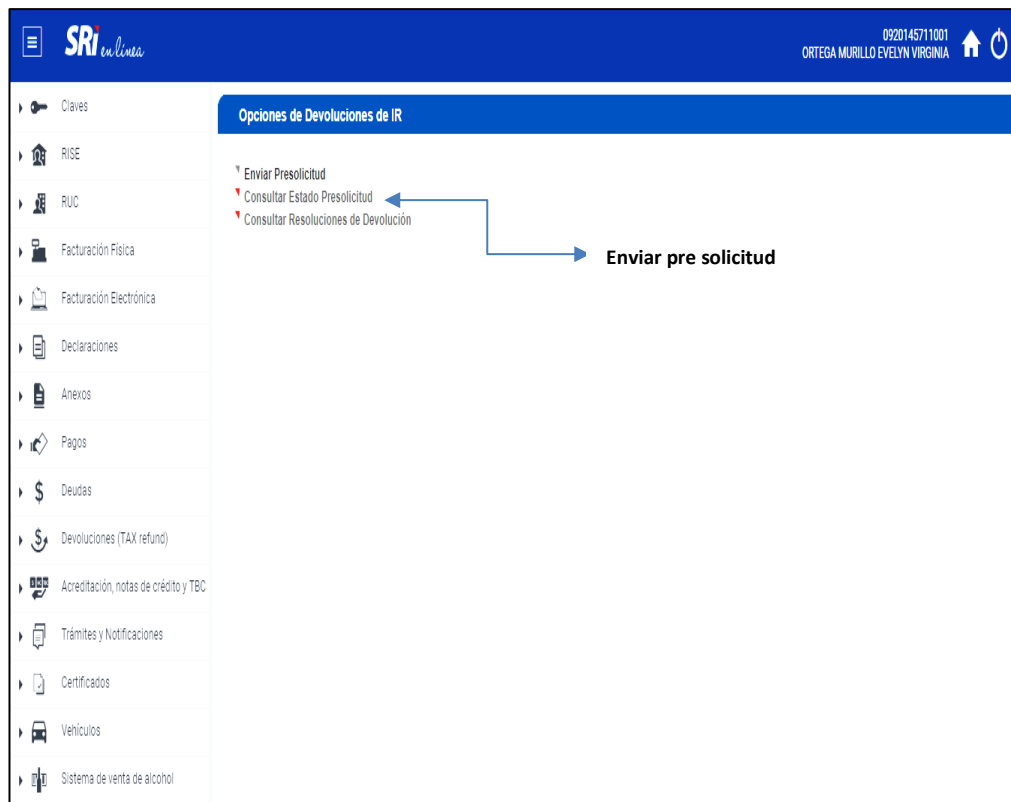 SRi en línea
0920145711001
ORTEGA MURILLO EVELYN VIRGINIA
Claves
RISE
RUC
Facturación Física
Facturación Electrónica
Declaraciones
Anexos
Pagos
Deudas
Devoluciones (TAX refund)
Acreditación, notas de crédito y TBC
Trámites y Notificaciones
Certificados
Vehículos
Sistema de venta de alcohol
Opciones de Devoluciones de IR
Enviar Presolicitud
Consultar Estado Presolicitud
Consultar Resoluciones de Devolución
Enviar pre solicitud